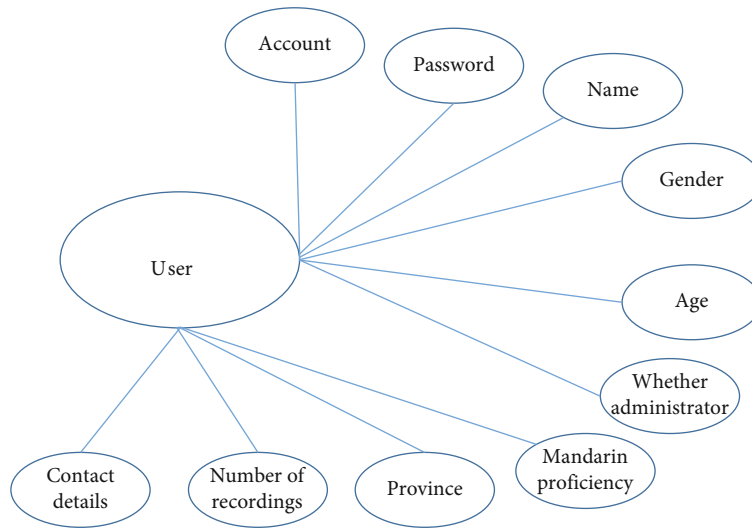 Account
Password
Name
Gender
User
Age
Whether
administrator
Mandarin
proficiency
Contact
details
Number of
recordings
Province